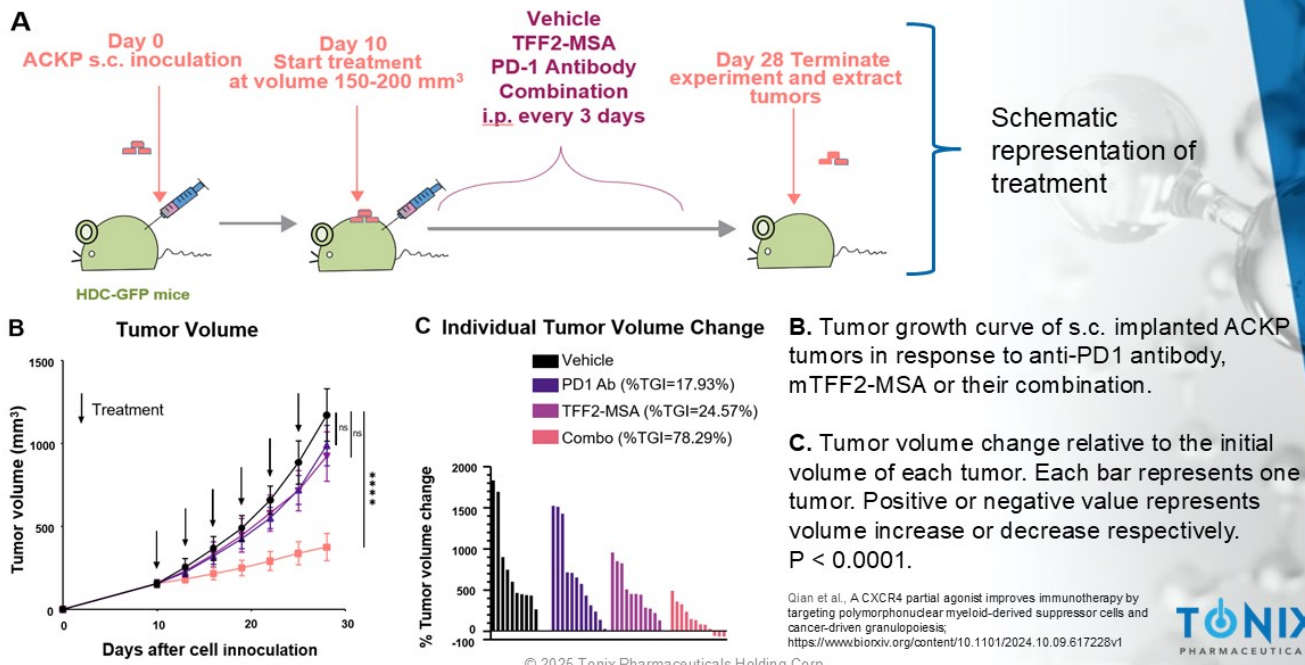 A
Day 0
ACKP s.c. inoculation
Day 10
Start treatment
at volume 150-200 mm³
Vehicle
TFF2-MSA
PD-1 Antibody
Combination
i.p. every 3 days
Day 28 Terminate
experiment and extract
tumors
HDC-GFP mice
Schematic
representation of
treatment
B
Tumor Volume
1500
1000
500
0
Tumor volume (mm³)
Treatment
ns
ns
****
0
10
20
30
Days after cell innoculation
C Individual Tumor Volume Change
Vehicle
PD1 Ab (%TGI=17.93%)
TFF2-MSA (%TGI=24.57%)
Combo (%TGI=78.29%)
% Tumor volume change
2000
1500
1000
500
0
-100
B. Tumor growth curve of s.c. implanted ACKP
tumors in response to anti-PD1 antibody,
mTFF2-MSA or their combination.
C. Tumor volume change relative to the initial
volume of each tumor. Each bar represents one
tumor. Positive or negative value represents
volume increase or decrease respectively.
P < 0.0001.
Qian et al., A CXCR4 partial agonist improves immunotherapy by
targeting polymorphonuclear myeloid-derived suppressor cells and
cancer-driven granulopoiesis;
https://www.biorxiv.org/content/10.1101/2024.10.09.617228v1
TONIX
PHARMACEUTICA
© 2025 Tonix Pharmaceuticals Holding Corp